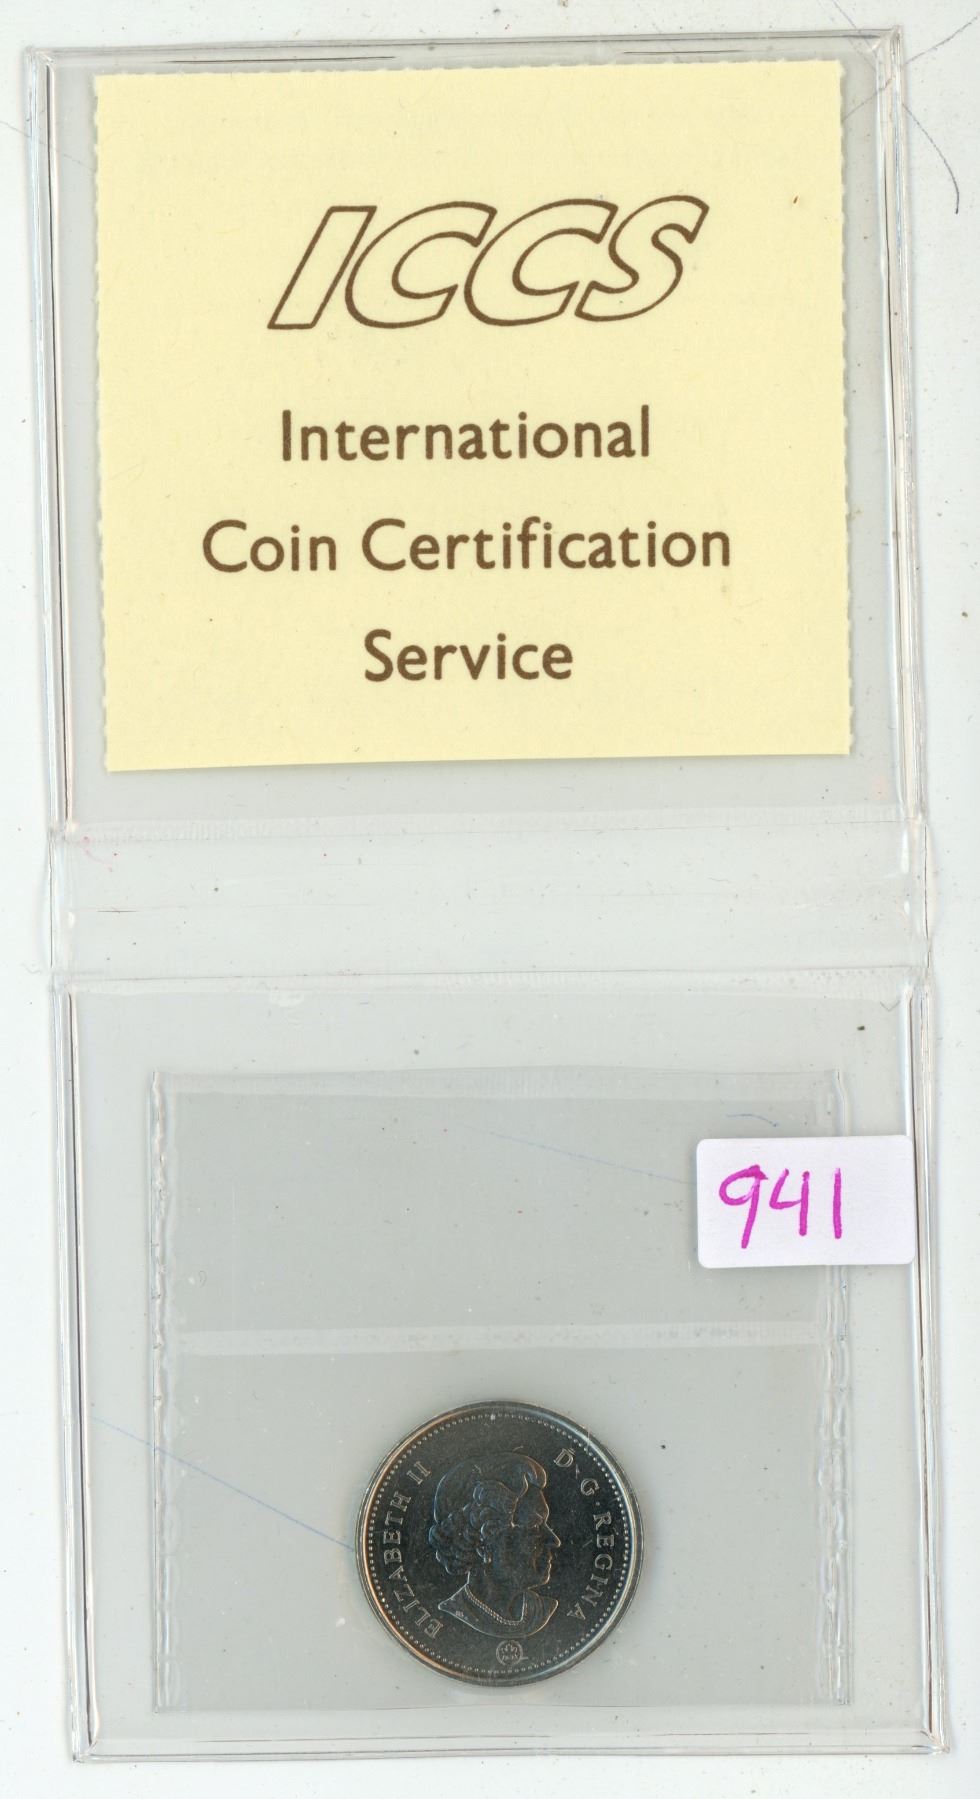 ICCS
International
Coin Certification
Service
941
ELIZABETH II D·G·REGINA